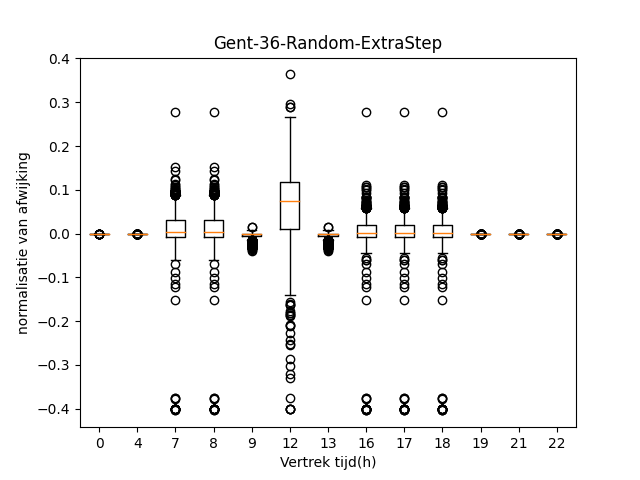 Gent-36-Random-ExtraStep
0.4
0.3
0.2
0.1
0.0
−0.1
−0.2
−0.3
−0.4
normalisatie van afwijking
0 4 7 8 9 12 13 16 17 18 19 21 22
Vertrek tijd(h)